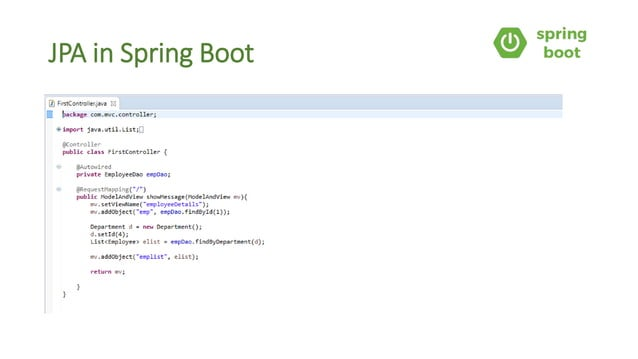 JPA in Spring Boot
spring
boot
FirstController.java
package com.mvc.controller;
import java.util.List;
@Controller
public class FirstController {
@Autowired
private EmployeeDao empDao;
@RequestMapping("/")
public ModelAndView showMessage(ModelAndView mv){
mv.setViewName("employeeDetails");
mv.addObject("emp", empDao.findById(1));
Department d = new Department();
d.setId(4);
List<Employee> elist = empDao.findByDepartment(d);
mv.addObject("emplist", elist);
return mv;
}
}